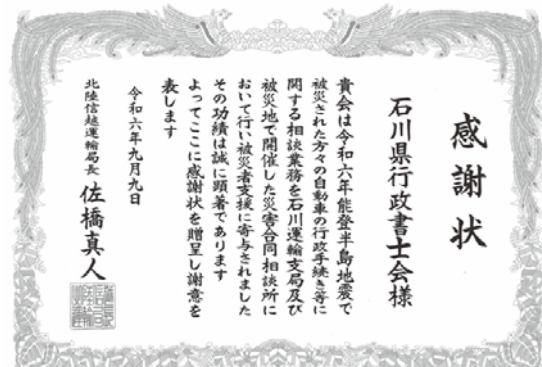 感謝状
石川県行政書士会様
貴会は令和六年能登半島地震で
被災された方々の自動車の行政手続き等に
関する相談業務を石川運輸支局及び
被災地で開催した災害合同相談所に
おいて行い被災者支援に寄与されました
その功績は誠に顕著であります
よってここに感謝状を贈呈し謝意を
表します
令和六年九月九日
北陸信越運輸局長 佐橋真人